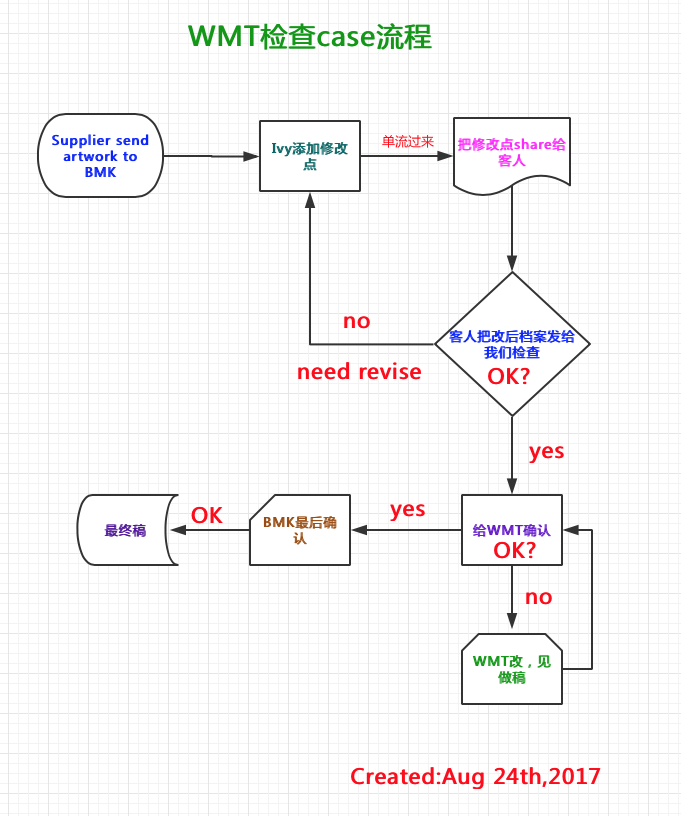 WMT检查case流程
Supplier send
artwork to
BMK
Ivy添加修改
点
单流过来
把修改点share给
客人
客人把改后档案发给
我们检查
OK?
no
need revise
yes
给WMT确认
OK?
yes
BMK最后确
认
OK
最终稿
no
WMT改，见
做稿
Created:Aug 24th,2017